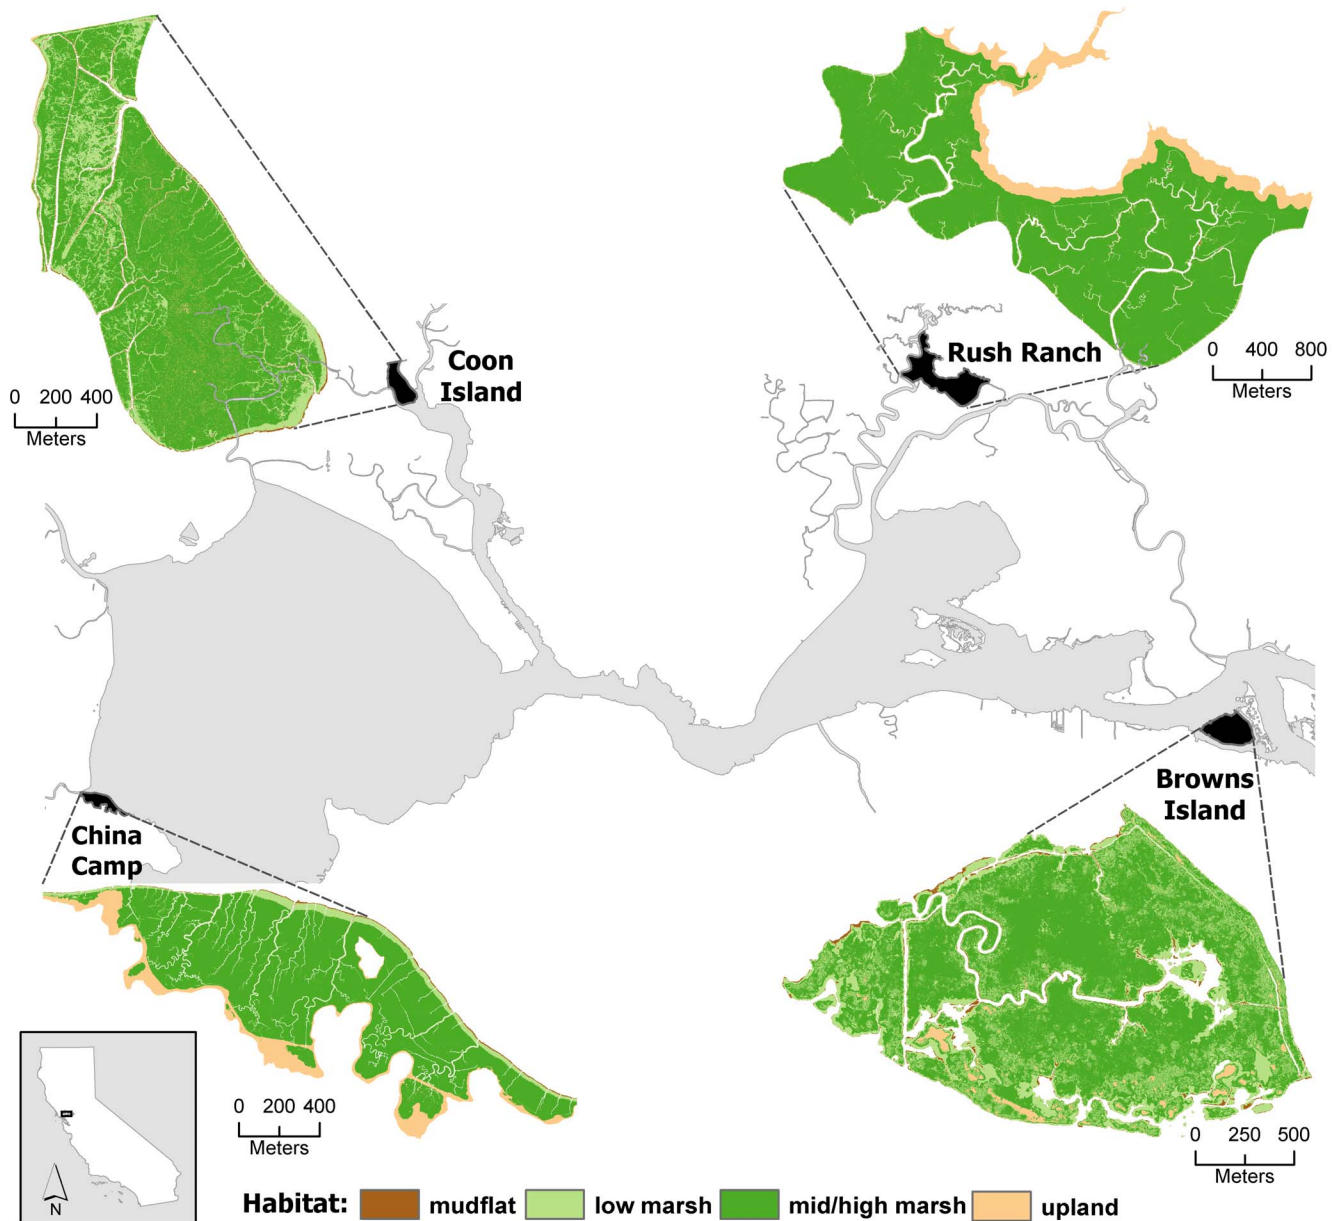 Coon
Island
0 200 400
Meters
Rush Ranch
0 400 800
Meters
China
Camp
0 200 400
Meters
Browns
Island
0 250 500
Meters
N
Habitat: mudflat low marsh mid/high marsh upland